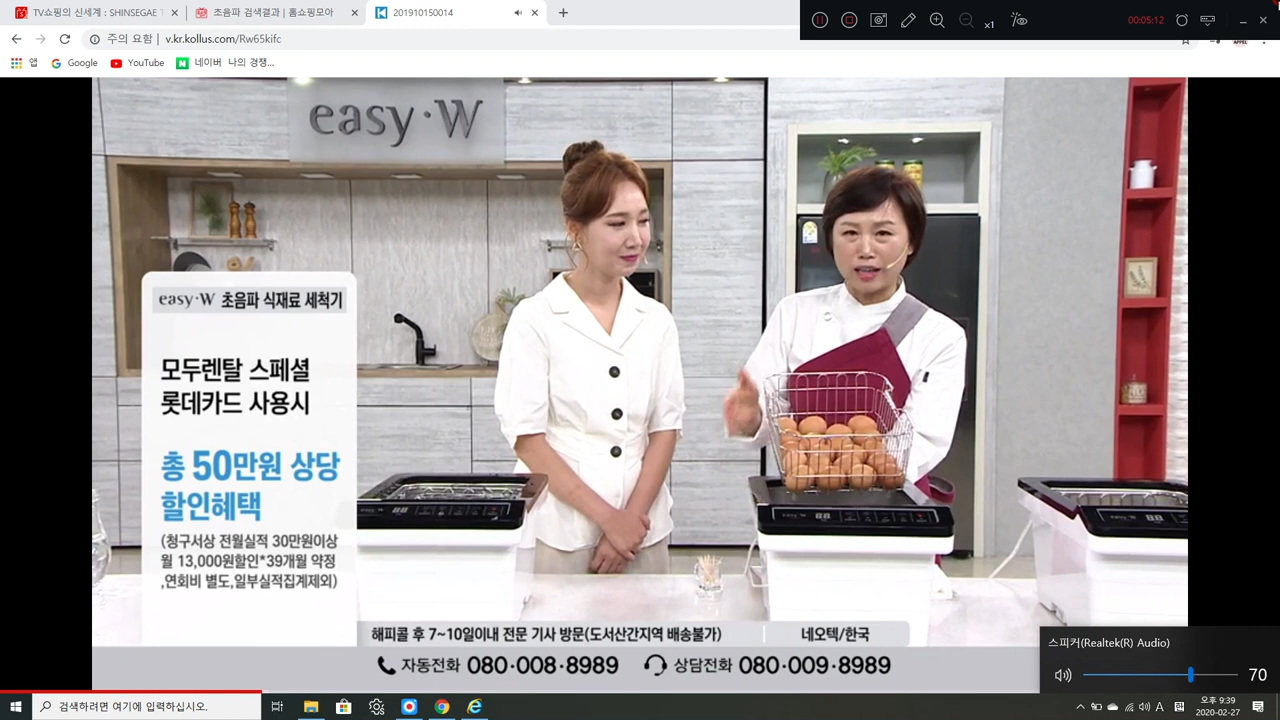 TV쇼핑의 신세계 : SHINSEGAE T
초음파 검색결과 | 홈쇼핑모아
201910150014
x1
00:05:12
주의 요함 | v.kr.kollus.com/Rw65kifc
앱 Google YouTube 네이버 나의 경쟁...
easy·W
easy·W 초음파 식재료 세척기
모두렌탈 스페셜
롯데카드 사용시
총 50만원 상당
할인혜택
(청구서상 전월실적 30만원이상
월 13,000원할인*39개월 약정
,연회비 별도,일부실적집계제외)
easy·W
easy·W
easy·W
해피콜 후 7~10일이내 전문 기사 방문(도서산간지역 배송불가) 네오텍/한국
자동전화 080·008·8989 상담전화 080·009·8989
스피커(Realtek(R) Audio)
70
검색하려면 여기에 입력하십시오.
A 한
오후 9:39
2020-02-27